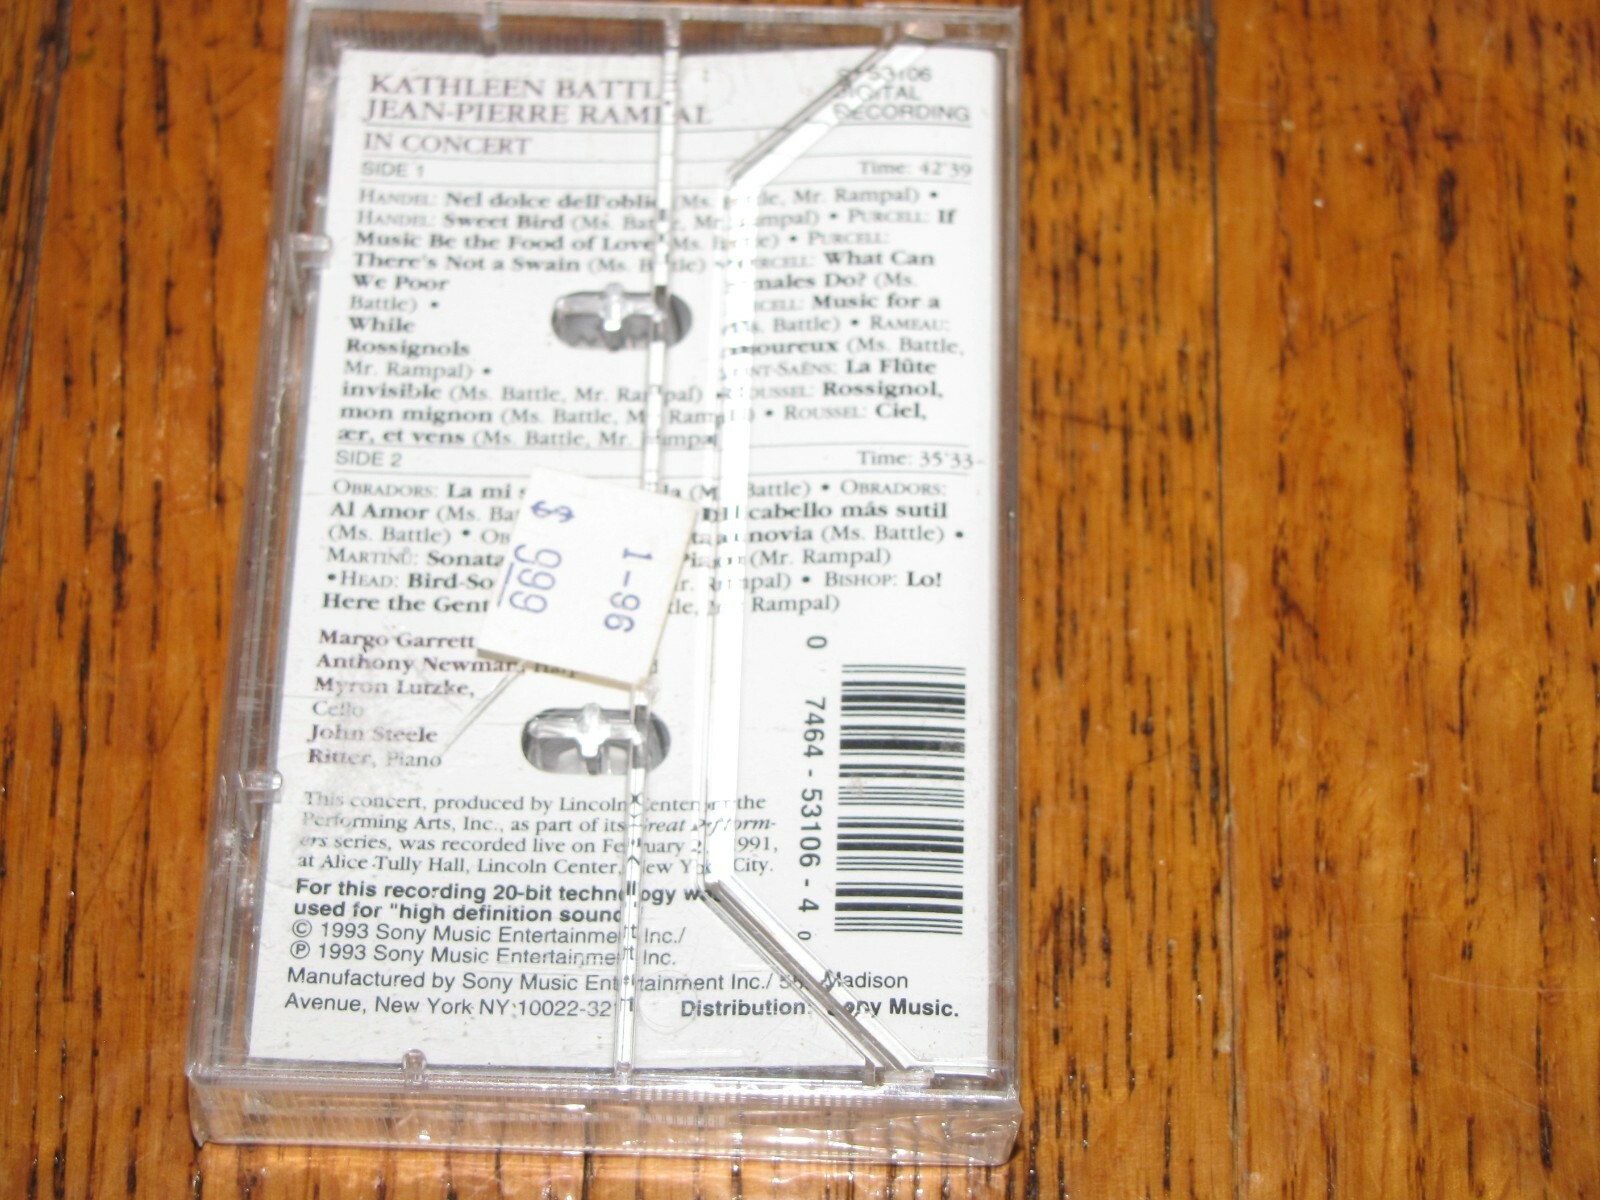 KATHLEEN BATTL
JEAN-PIERRE RAMPAL
DIGITAL
RECORDING
IN CONCERT
SIDE 1 Time: 42'39
HANDEL: Nel dolce dell'oblio (Ms. Battle, Mr. Rampal) •
HANDEL: Sweet Bird (Ms. Battle, Mr. Rampal) • PURCELL: If
Music Be the Food of Love (Ms. Battle) • PURCELL:
There's Not a Swain (Ms. Battle) • PURCELL: What Can
We Poor Females Do? (Ms.
Battle) • PURCELL: Music for a
While (Ms. Battle) • RAMEAU:
Rossignols amoureux (Ms. Battle,
Mr. Rampal) • SAINT-SAËNS: La Flûte
invisible (Ms. Battle, Mr. Rampal) • ROUSSEL: Rossignol,
mon mignon (Ms. Battle, Mr. Rampal) • ROUSSEL: Ciel,
ær, et vens (Ms. Battle, Mr. Rampal
SIDE 2 Time: 35'33
OBRADORS: La mi Battle) • OBRADORS:
Al Amor (Ms. cabello más sutil
(Ms. Battle) • novia (Ms. Battle) •
MARTINŮ: Sonata (Mr. Rampal)
• HEAD: Bird- Rampal) • BISHOP: Lo!
Here the Gent Rampal)
$ 999
1-96
Margo Garrett
Anthony Newman,
Myron Lutzke,
Cello
John Steele
Ritter, Piano
This concert, produced by Lincoln Center for the
Performing Arts, Inc., as part of its Great Perform-
ers series, was recorded live on February 1991,
at Alice Tully Hall, Lincoln Center, New York City.
For this recording 20-bit technology was
used for "high definition sound
© 1993 Sony Music Entertainment Inc./
℗ 1993 Sony Music Entertainment Inc.
Manufactured by Sony Music Entertainment Inc./ Madison
Avenue, New York NY 10022-32
Distribution: Sony Music.
0 7464-53106-4 0